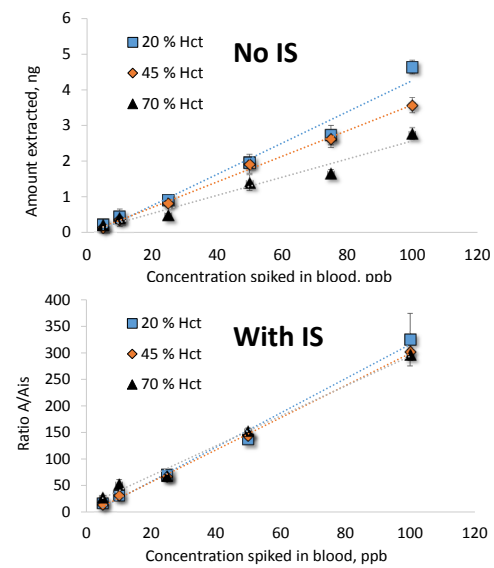 6
5
4
3
2
1
0
Amount extracted, ng
No IS
20 % Hct
45 % Hct
70 % Hct
0 20 40 60 80 100 120
Concentration spiked in blood, ppb
400
350
300
250
200
150
100
50
0
Ratio A/Ais
With IS
20 % Hct
45 % Hct
70 % Hct
0 20 40 60 80 100 120
Concentration spiked in blood, ppb